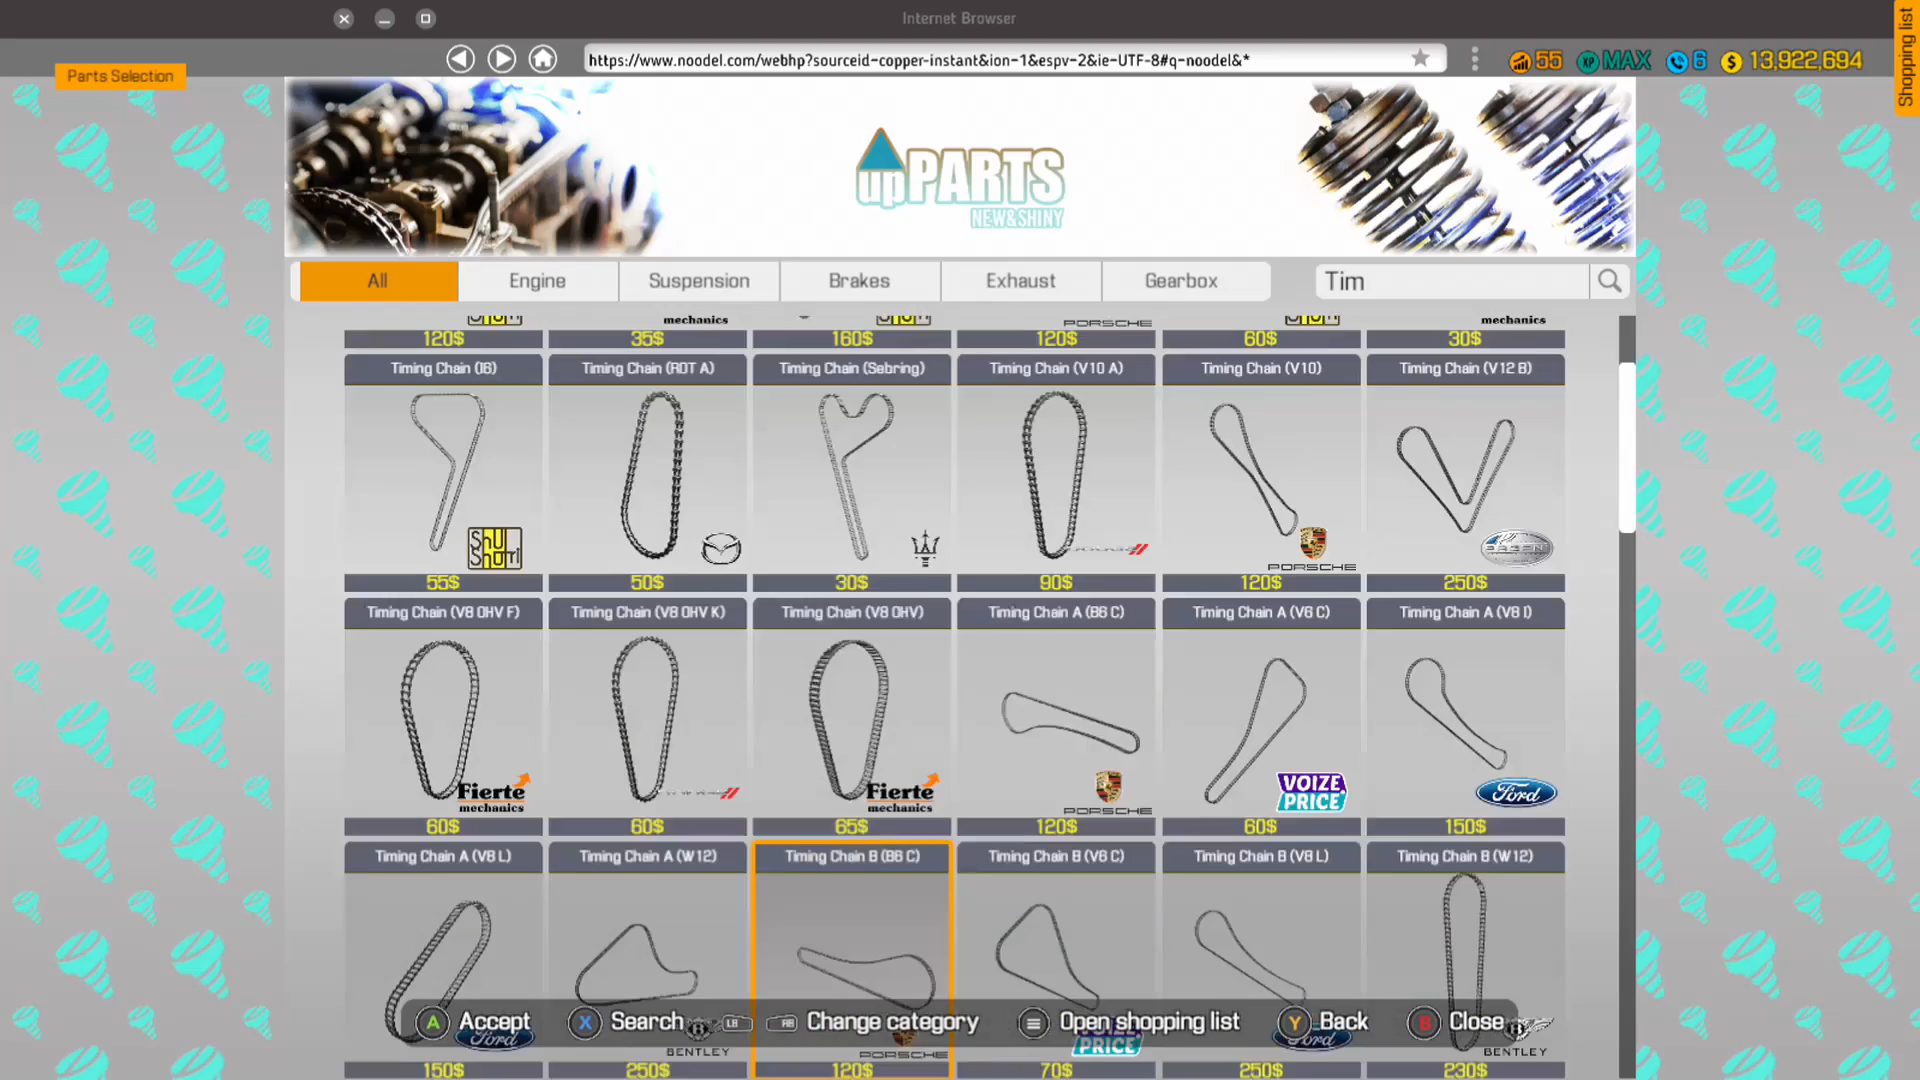 Internet Browser
Shopping list
Parts Selection
https://www.noodel.com/webhp?sourceid-copper-instant&ion-1&espv-2&ie-UTF-8#q-noodel&*
55
XP MAX
6
$ 13,922,694
upPARTS
NEW&SHINY
All
Engine
Suspension
Brakes
Exhaust
Gearbox
Tim
mechanics
PORSCHE
mechanics
120$
35$
160$
120$
60$
30$
Timing Chain (I6)
Timing Chain (ROT A)
Timing Chain (Sebring)
Timing Chain (V10 A)
Timing Chain (V10)
Timing Chain (V12 B)
PORSCHE
55$
50$
30$
90$
120$
250$
Timing Chain (V8 OHV F)
Timing Chain (V8 OHV K)
Timing Chain (V8 OHV)
Timing Chain A (B6 C)
Timing Chain A (V6 C)
Timing Chain A (V8 I)
Fierte
mechanics
Fierte
mechanics
PORSCHE
VOIZE
PRICE
Ford
60$
60$
65$
120$
60$
150$
Timing Chain A (V8 L)
Timing Chain A (W12)
Timing Chain B (B6 C)
Timing Chain B (V6 C)
Timing Chain B (V8 L)
Timing Chain B (W12)
A Accept
X Search
LB
RB Change category
Open shopping list
Y Back
B Close
Ford
BENTLEY
PORSCHE
PRICE
Ford
BENTLEY
150$
250$
120$
70$
250$
230$